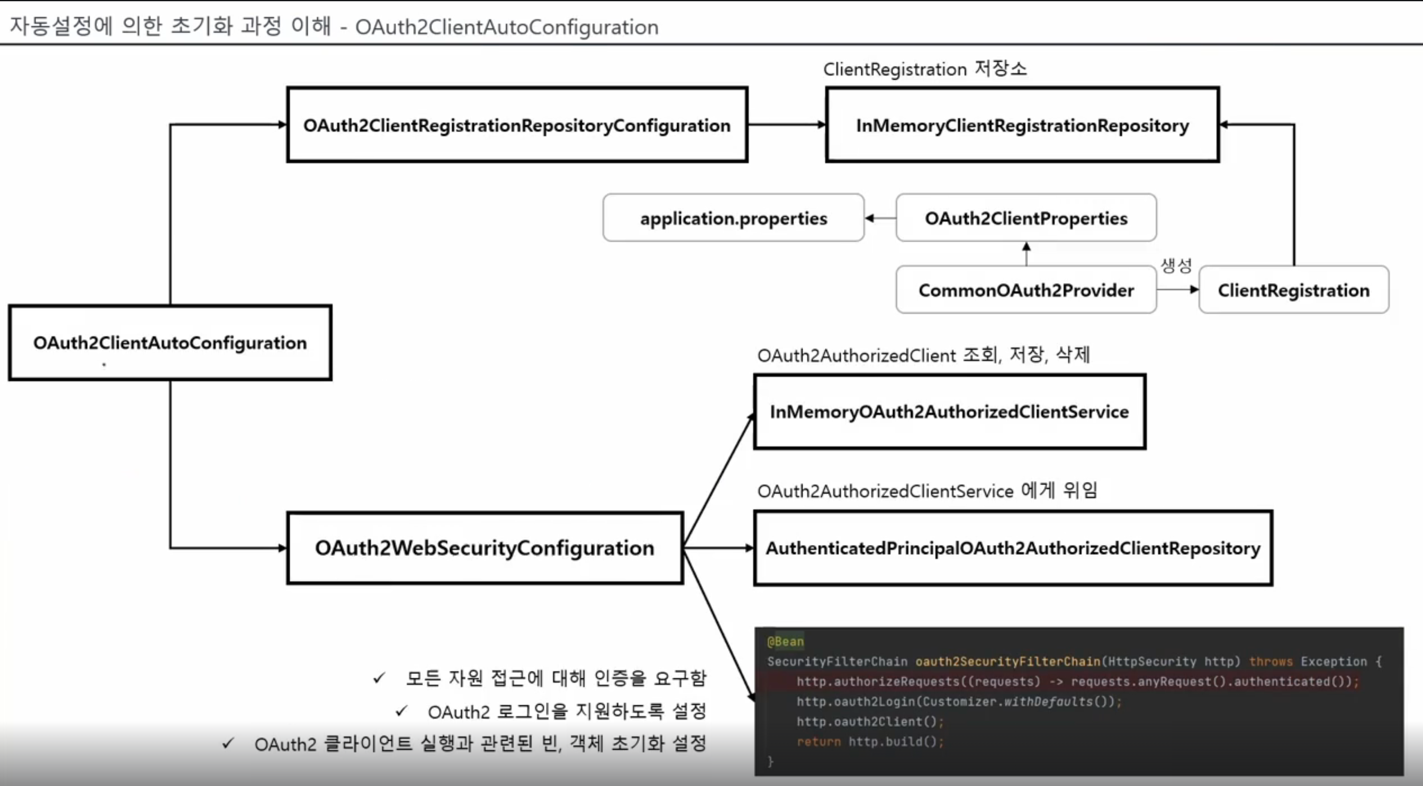 자동설정에 의한 초기화 과정 이해 - OAuth2ClientAutoConfiguration
ClientRegistration 저장소
OAuth2ClientRegistrationRepositoryConfiguration
InMemoryClientRegistrationRepository
application.properties
OAuth2ClientProperties
생성
CommonOAuth2Provider
ClientRegistration
OAuth2ClientAutoConfiguration
OAuth2AuthorizedClient 조회, 저장, 삭제
InMemoryOAuth2AuthorizedClientService
OAuth2AuthorizedClientService 에게 위임
OAuth2WebSecurityConfiguration
AuthenticatedPrincipalOAuth2AuthorizedClientRepository
✓ 모든 자원 접근에 대해 인증을 요구함
✓ OAuth2 로그인을 지원하도록 설정
✓ OAuth2 클라이언트 실행과 관련된 빈, 객체 초기화 설정
@Bean
SecurityFilterChain oauth2SecurityFilterChain(HttpSecurity http) throws Exception {
http.authorizeRequests((requests) -> requests.anyRequest().authenticated());
http.oauth2Login(Customizer.withDefaults());
http.oauth2Client();
return http.build();
}